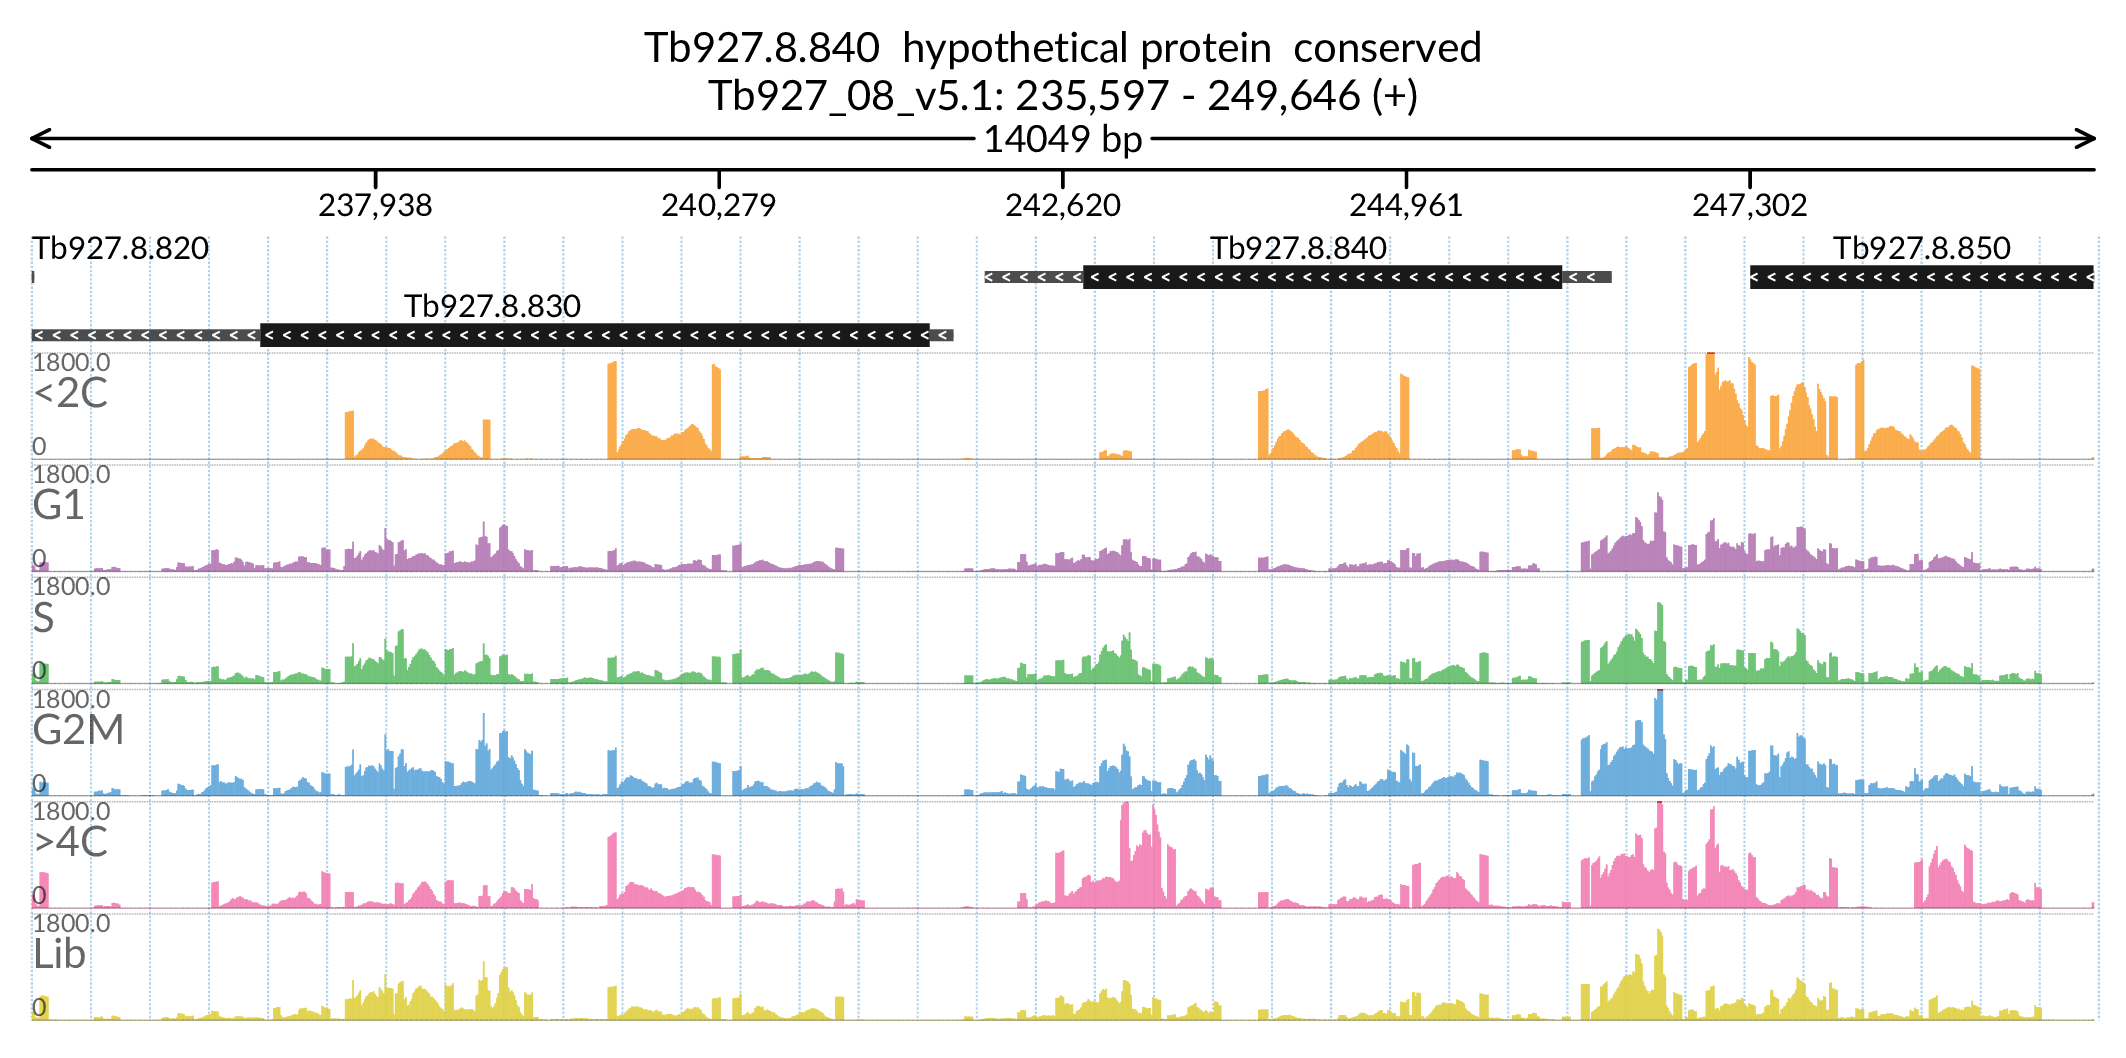 Tb927.8.840  hypothetical protein  conserved
Tb927_08_v5.1: 235,597 - 249,646 (+)
14049 bp
237,938 240,279 242,620 244,961 247,302
Tb927.8.820 Tb927.8.840 Tb927.8.850
Tb927.8.830
1800.0
<2C
0
1800.0
G1
0
1800.0
S
0
1800.0
G2M
0
1800.0
>4C
0
1800.0
Lib
0